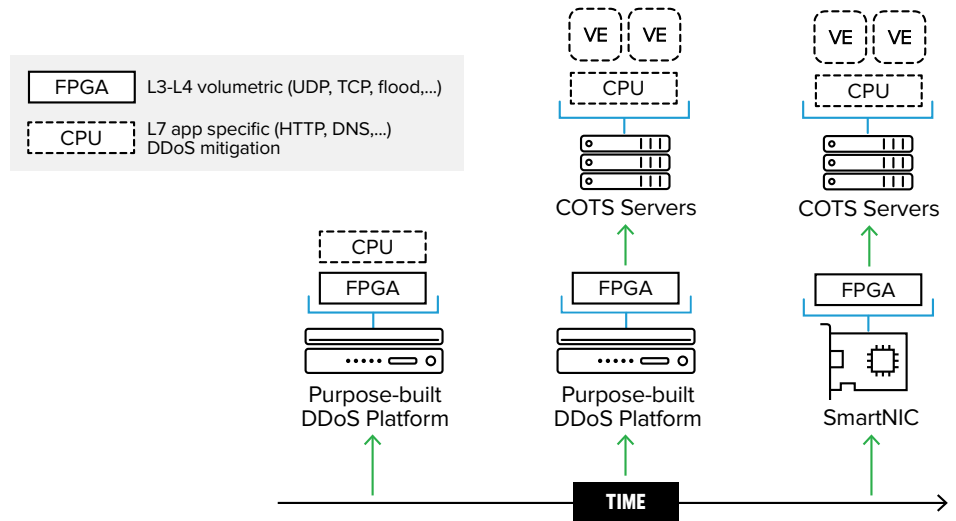 FPGA
L3-L4 volumetric (UDP, TCP, flood,...)
CPU
L7 app specific (HTTP, DNS,...)
DDoS mitigation
CPU
FPGA
Purpose-built
DDoS Platform
VE VE
CPU
COTS Servers
FPGA
Purpose-built
DDoS Platform
VE VE
CPU
COTS Servers
FPGA
SmartNIC
TIME